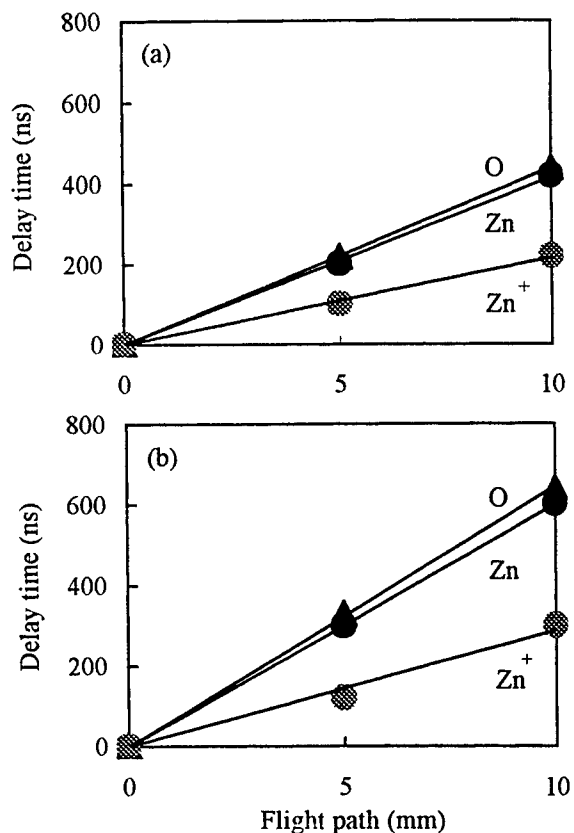 800
(a)
600
Delay time (ns)
O
400
Zn
200
Zn+
0
0 5 10
800
(b)
O
600
Delay time (ns)
Zn
400
200
Zn+
0
0 5 10
Flight path (mm)